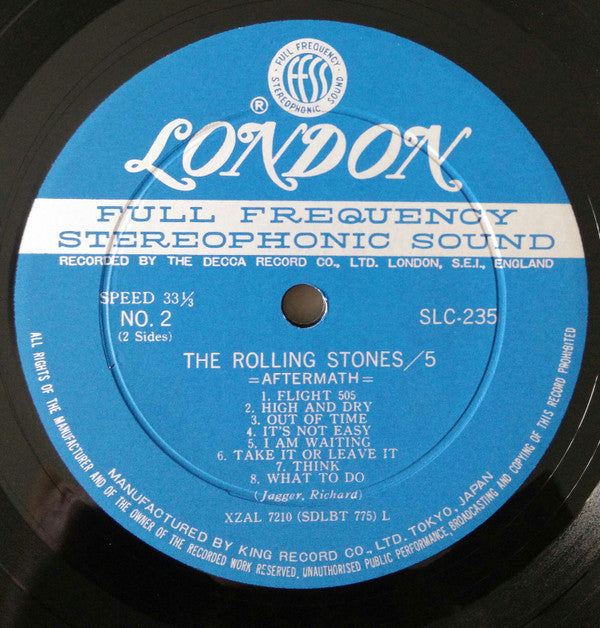 FULL FREQUENCY
ffss
STEREOPHONIC SOUND
® LONDON
FULL FREQUENCY
STEREOPHONIC SOUND
RECORDED BY THE DECCA RECORD CO., LTD. LONDON, S.E.I., ENGLAND
SPEED 33⅓
NO. 2
(2 Sides)
SLC-235
THE ROLLING STONES/5
=AFTERMATH=
1. FLIGHT 505
2. HIGH AND DRY
3. OUT OF TIME
4. IT'S NOT EASY
5. I AM WAITING
6. TAKE IT OR LEAVE IT
7. THINK
8. WHAT TO DO
(Jagger, Richard)
XZAL 7210 (SDLBT 775) L
MANUFACTURED BY KING RECORD CO., LTD. TOKYO, JAPAN
ALL RIGHTS OF THE MANUFACTURER AND OF THE OWNER OF THE RECORDED WORK RESERVED, UNAUTHORISED PUBLIC PERFORMANCE, BROADCASTING AND COPYING OF THIS RECORD PROHIBITED